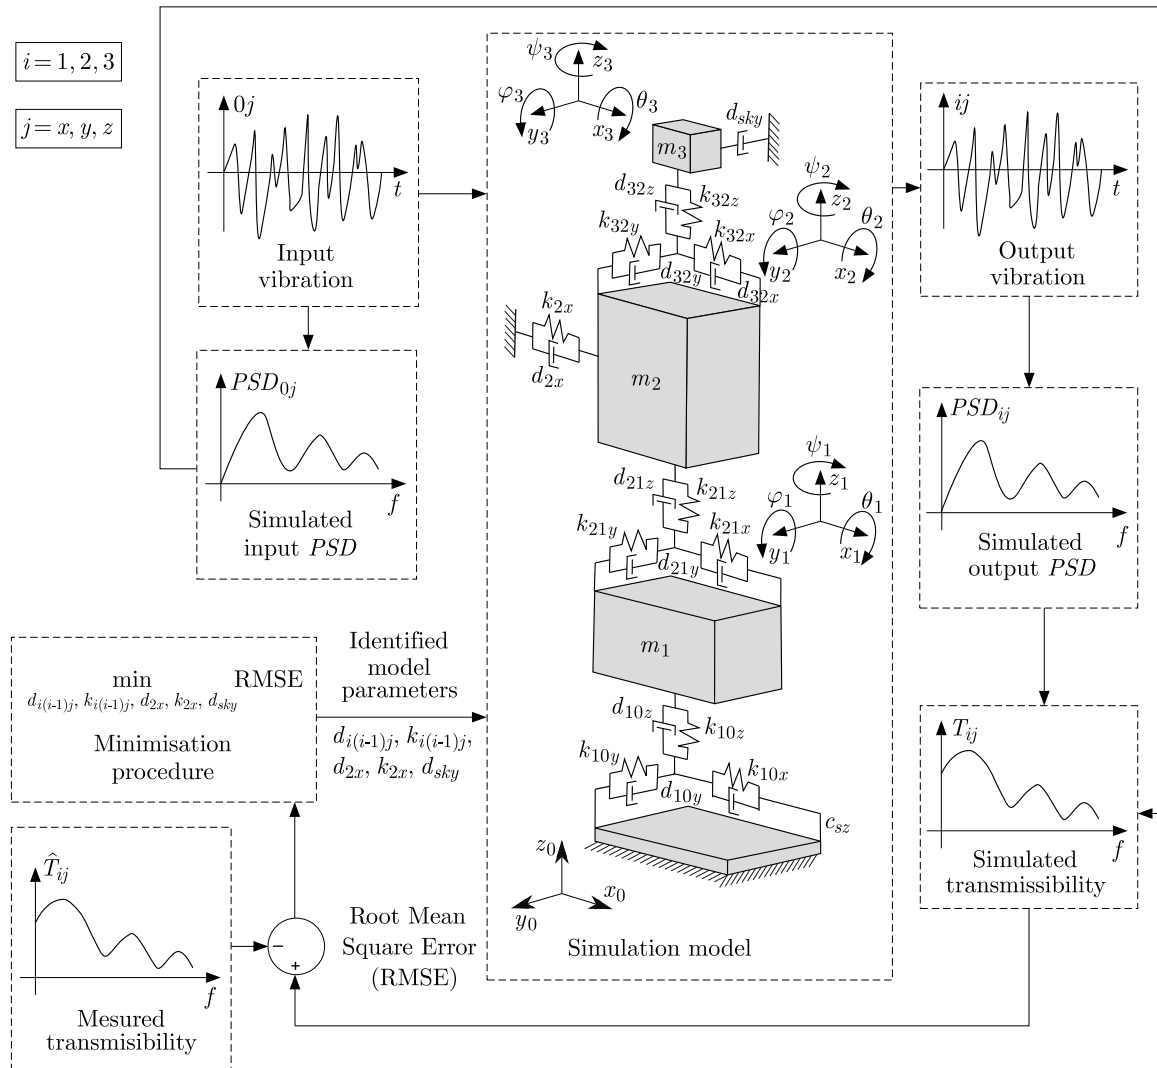 i = 1, 2, 3
j = x, y, z
0j
t
Input
vibration
PSD0j
f
Simulated
input PSD
ψ3
z3
φ3
θ3
y3
x3
dsky
m3
d32z
k32z
k32y
k32x
d32y
d32x
ψ2
z2
φ2
θ2
y2
x2
k2x
d2x
m2
ψ1
z1
φ1
θ1
y1
x1
d21z
k21z
k21y
k21x
d21y
m1
d10z
k10z
k10y
k10x
d10y
csz
z0
x0
y0
Simulation model
ij
t
Output
vibration
PSDij
f
Simulated
output PSD
Tij
f
Simulated
transmissibility
min RMSE
di(i-1)j, ki(i-1)j, d2x, k2x, dsky
Minimisation
procedure
Identified
model
parameters
di(i-1)j, ki(i-1)j,
d2x, k2x, dsky
T̂ij
f
Mesured
transmisibility
−
+
Root Mean
Square Error
(RMSE)